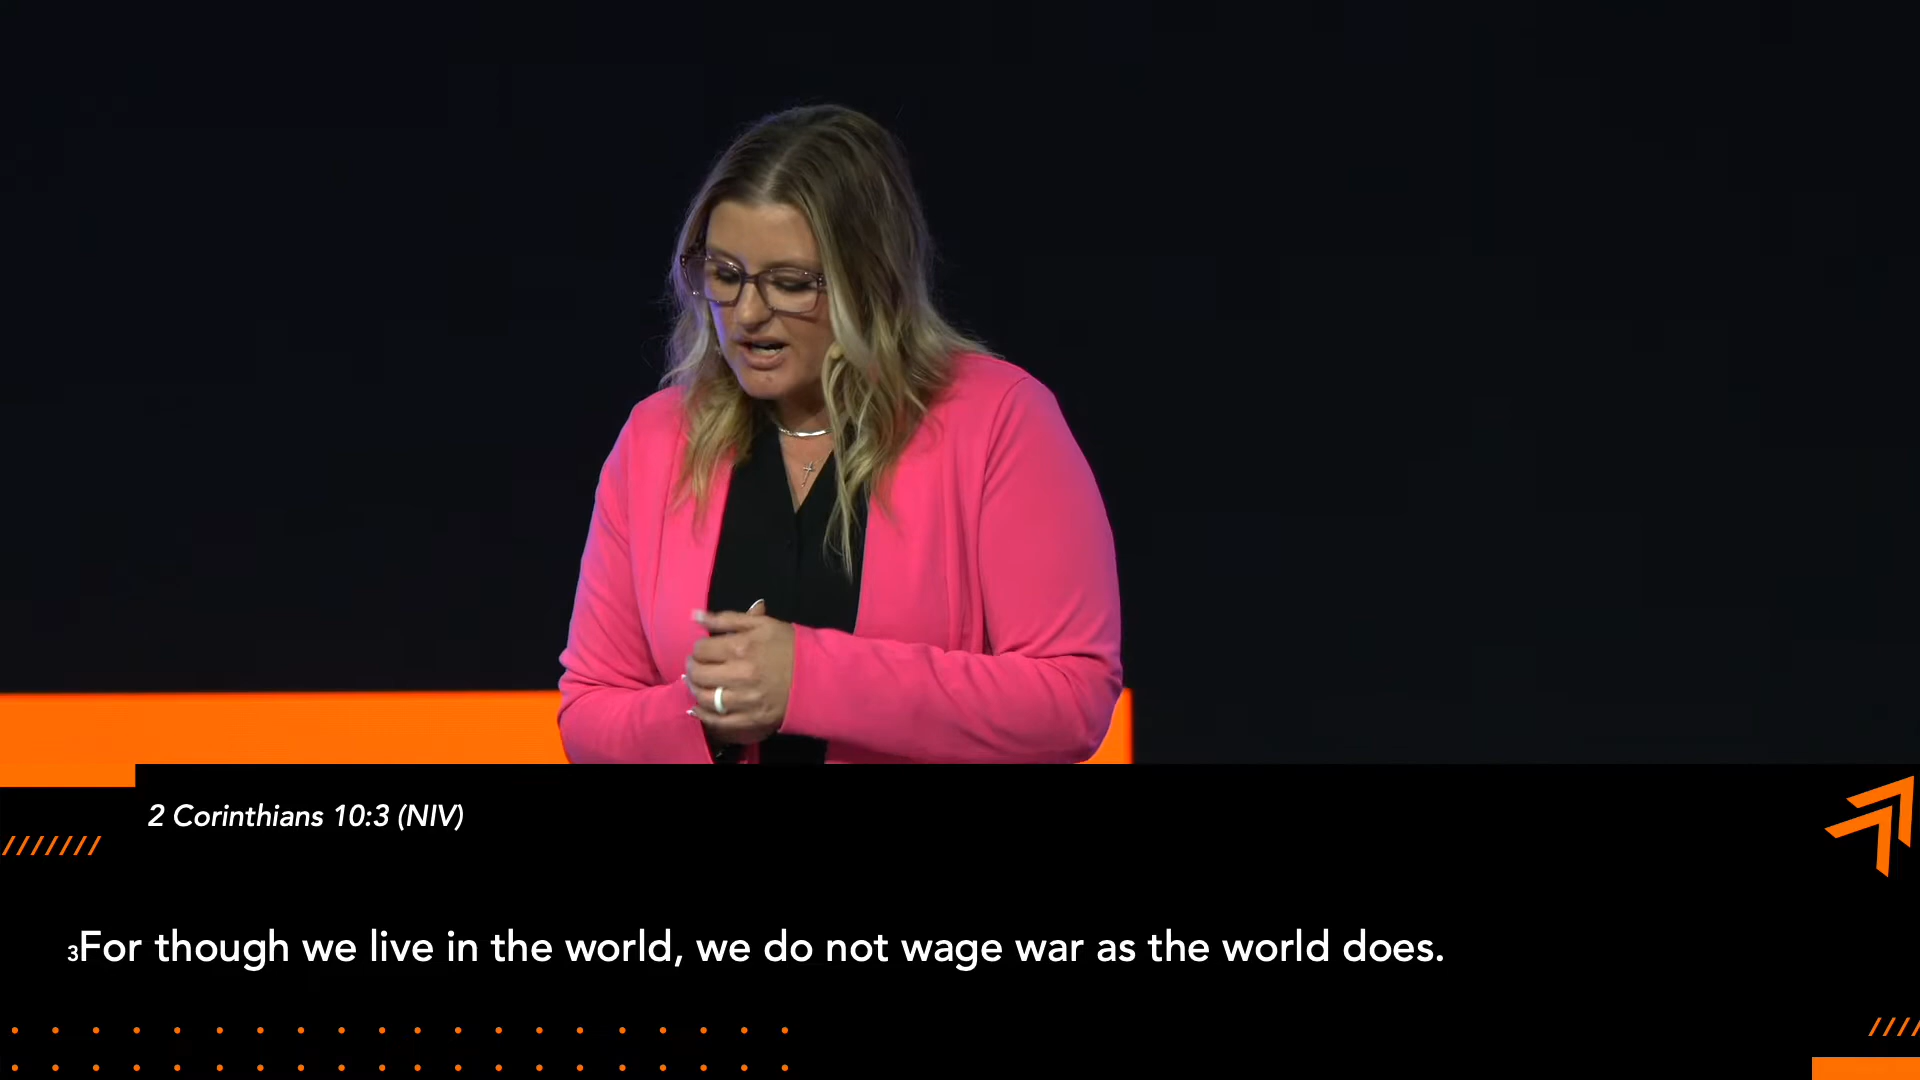 2 Corinthians 10:3 (NIV)
3For though we live in the world, we do not wage war as the world does.